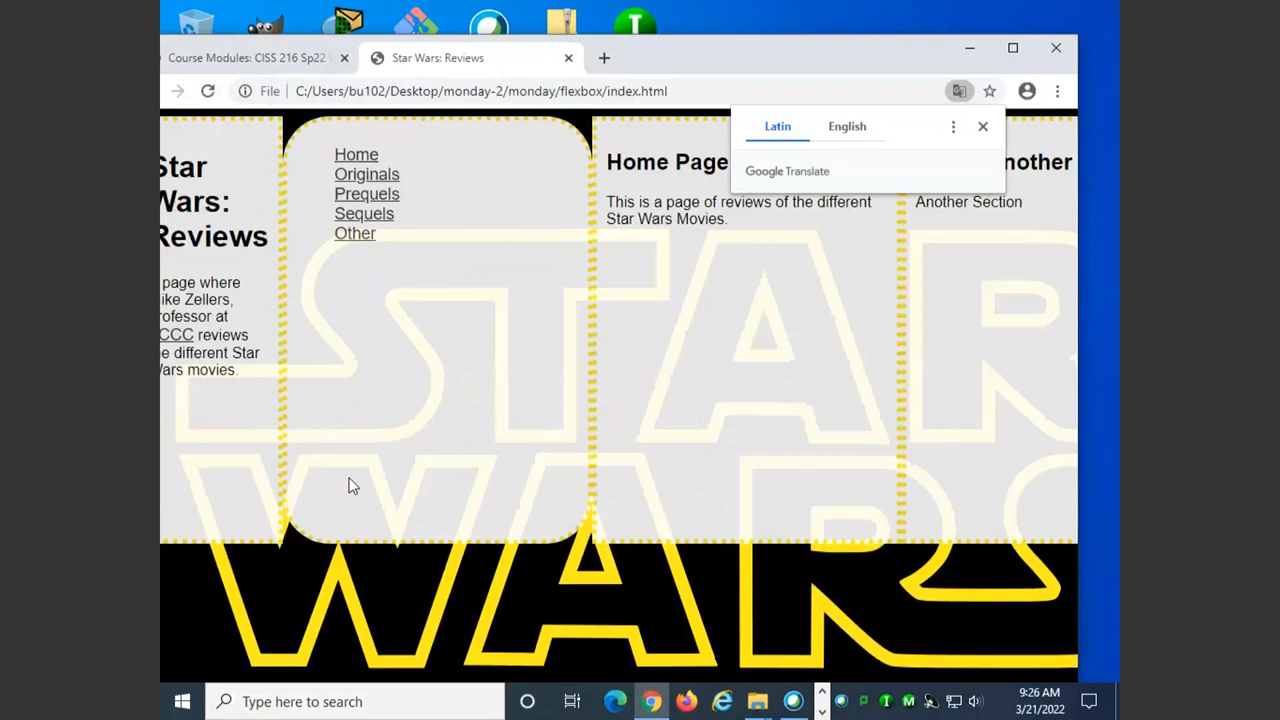 Course Modules: CISS 216 Sp22
Star Wars: Reviews
File
C:/Users/bu102/Desktop/monday-2/monday/flexbox/index.html
Latin
English
Google Translate
Star
Wars:
Reviews
page where
ike Zellers,
rofessor at
CCC reviews
e different Star
Wars movies.
Home
Originals
Prequels
Sequels
Other
Home Page
This is a page of reviews of the different
Star Wars Movies.
nother
Another Section
STAR
WARS
Type here to search
9:26 AM
3/21/2022